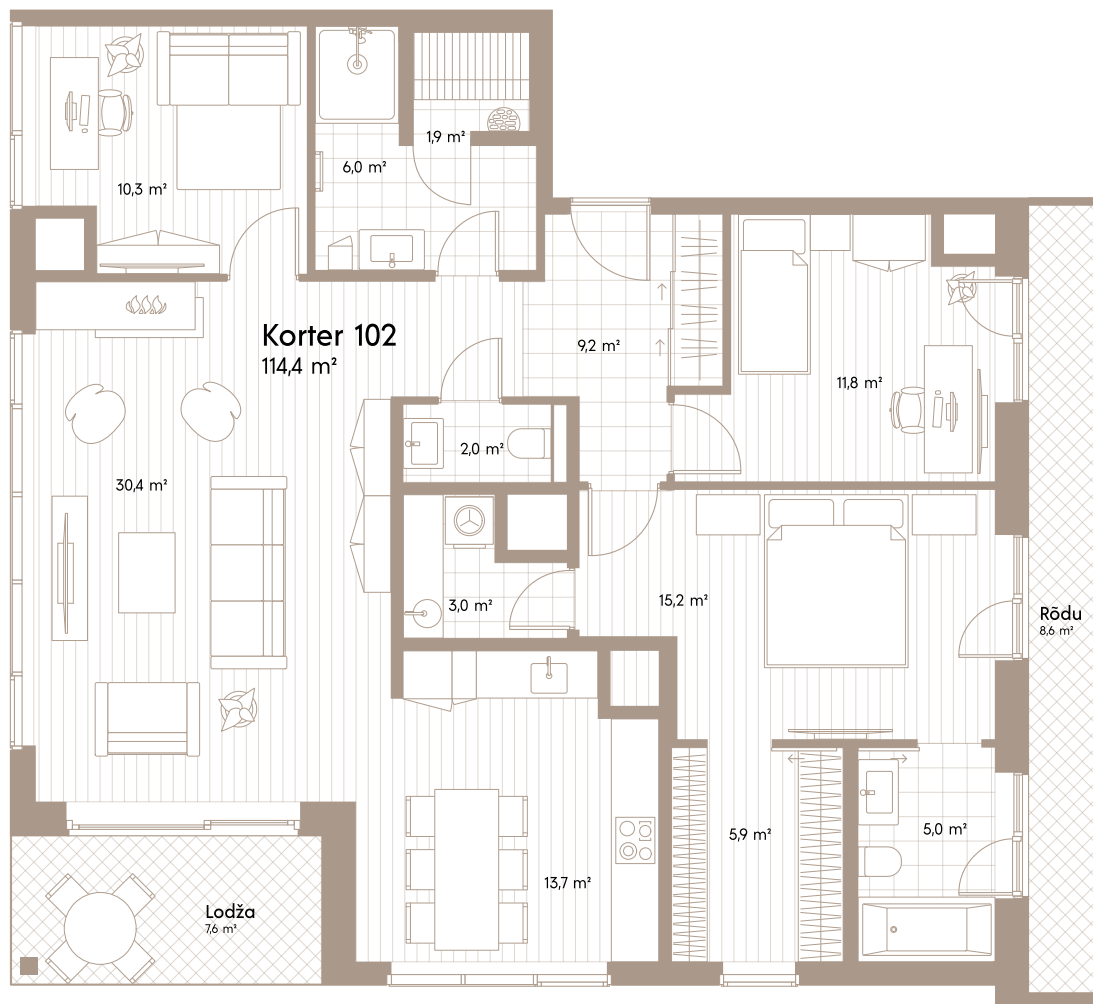 1,9 m²
6,0 m²
10,3 m²
Korter 102
114,4 m²
9,2 m²
11,8 m²
2,0 m²
30,4 m²
15,2 m²
3,0 m²
Rõdu
8,6 m²
5,9 m²
5,0 m²
13,7 m²
Lodža
7,6 m²